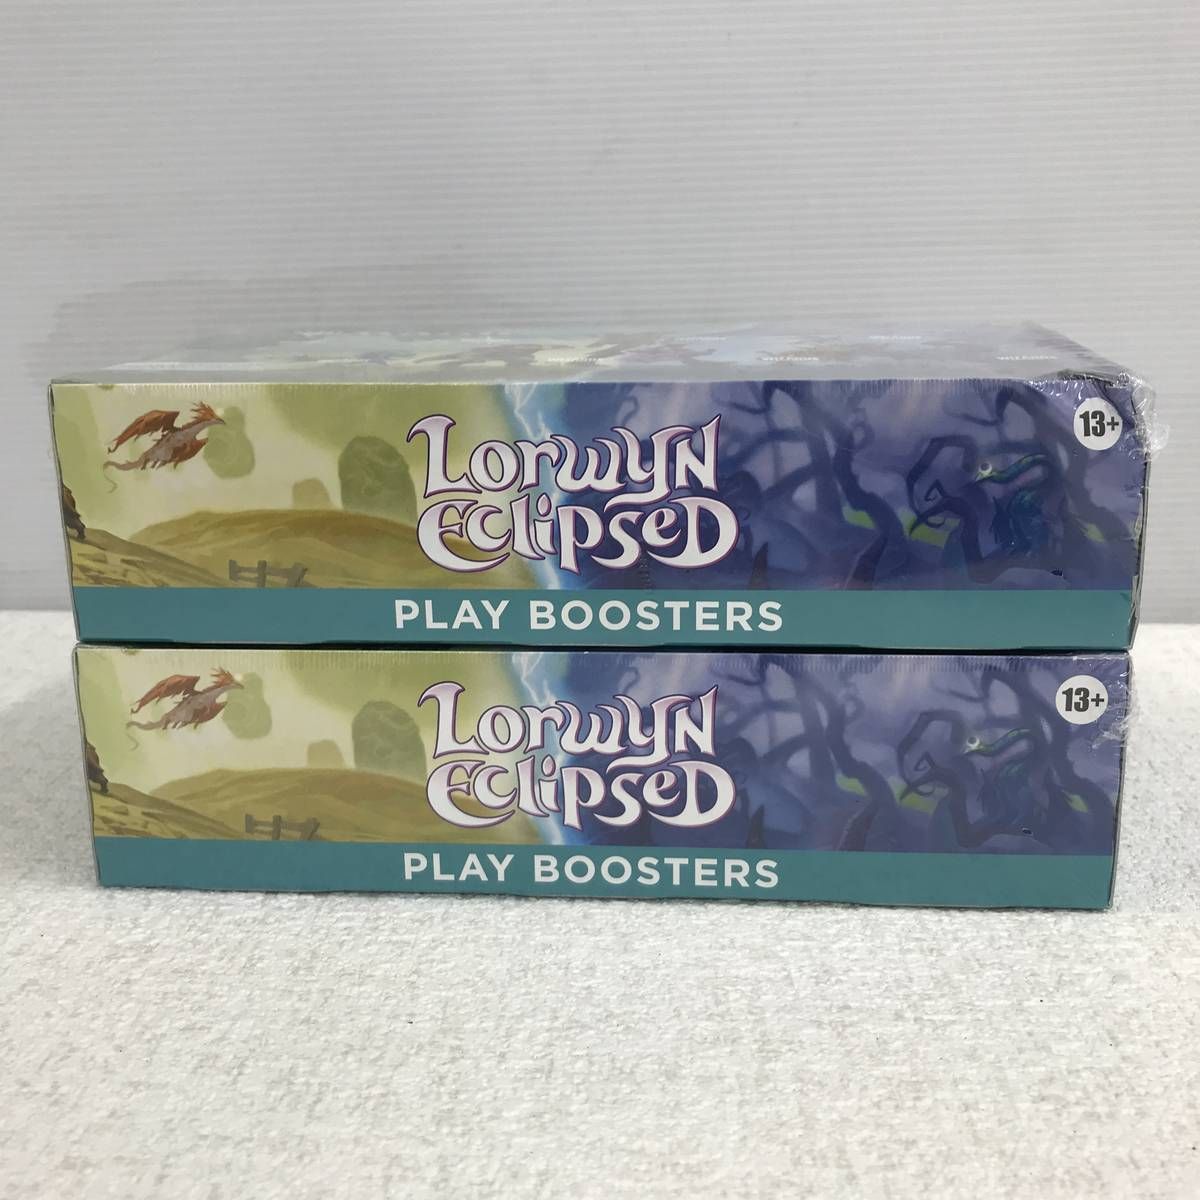 13+
Lorwyn
Eclipsed
PLAY BOOSTERS
13+
Lorwyn
Eclipsed
PLAY BOOSTERS